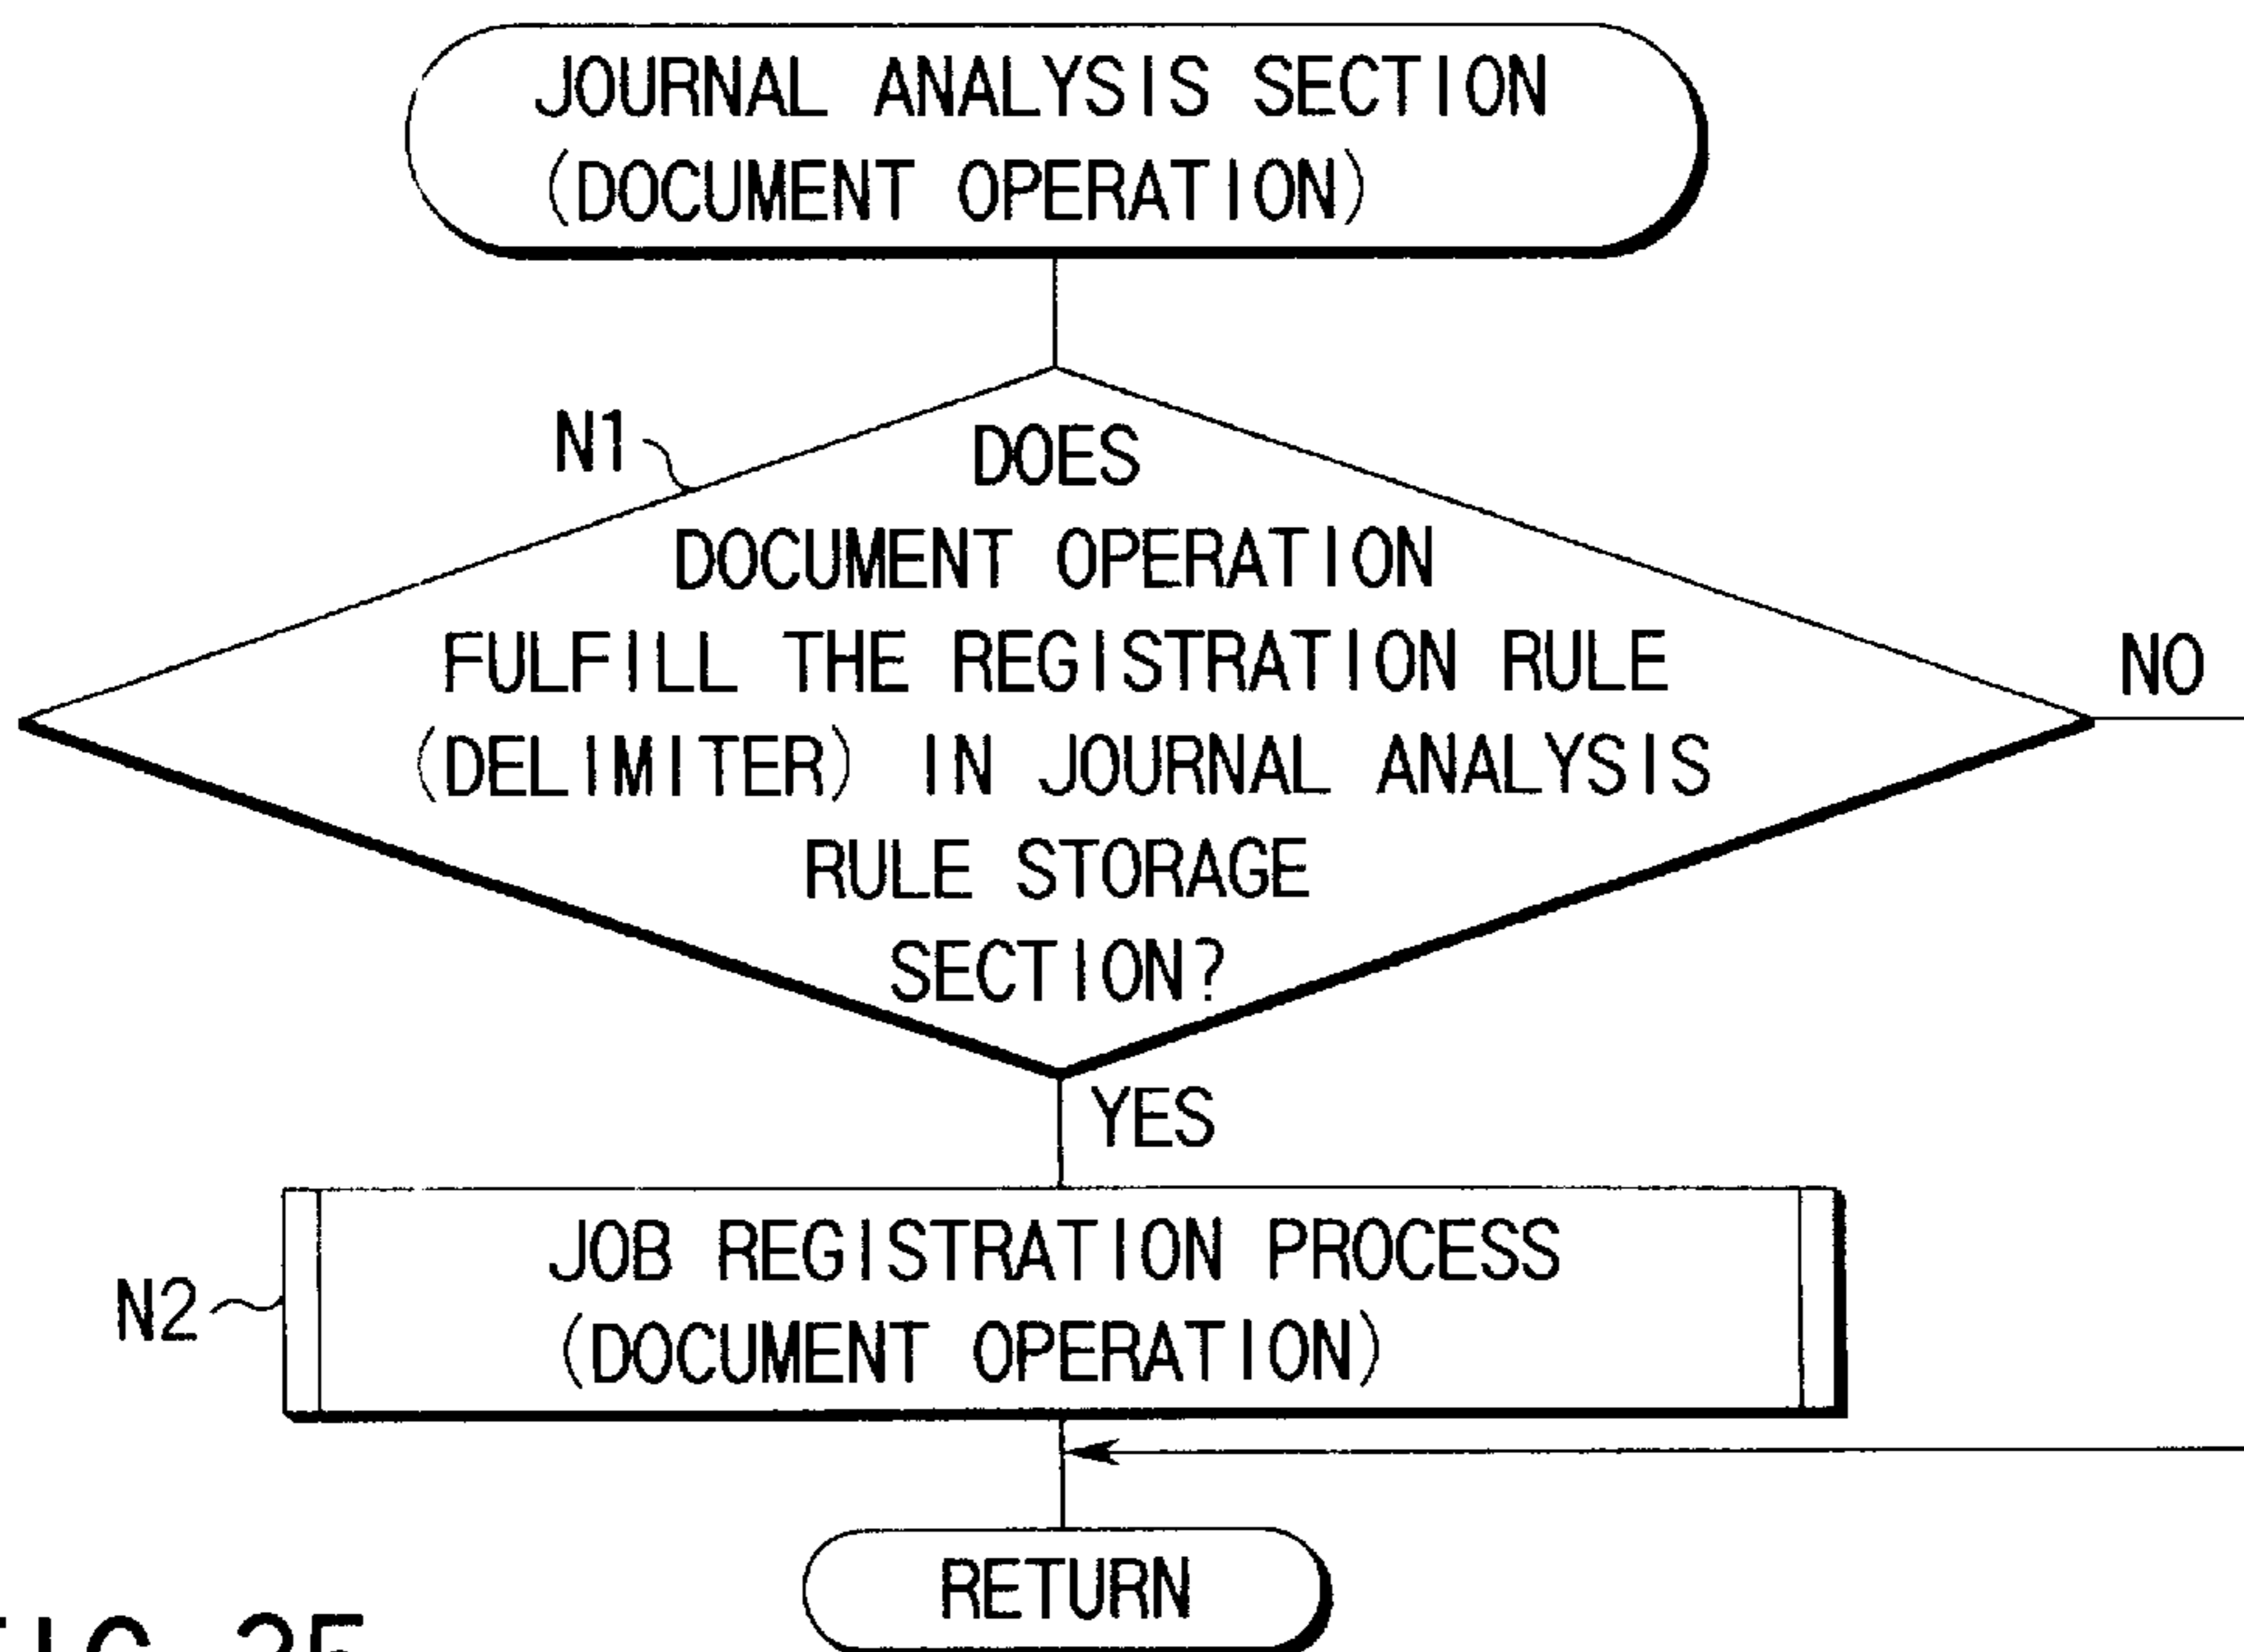 JOURNAL ANALYSIS SECTION
(DOCUMENT OPERATION)
N1
DOES
DOCUMENT OPERATION
FULFILL THE REGISTRATION RULE
NO
(DELIMITER) IN JOURNAL ANALYSIS
RULE STORAGE
SECTION?
YES
JOB REGISTRATION PROCESS
N2
(DOCUMENT OPERATION)
RETURN